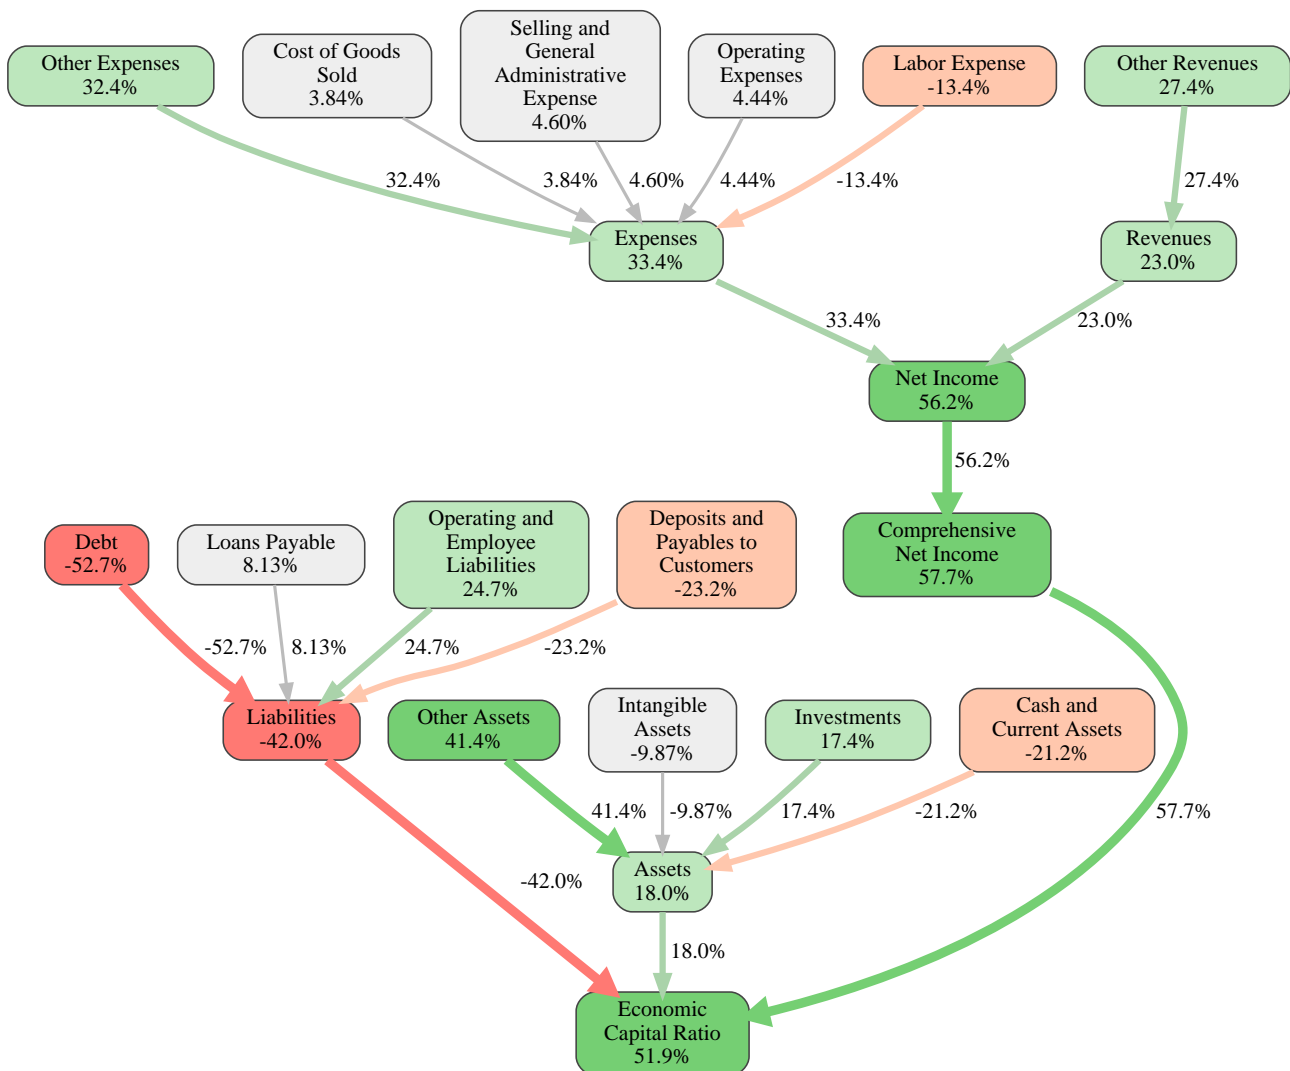 Other Expenses
32.4%
Cost of Goods
Sold
3.84%
Selling and
General
Administrative
Expense
4.60%
Operating
Expenses
4.44%
Labor Expense
-13.4%
Other Revenues
27.4%
32.4%
3.84%
4.60%
4.44%
-13.4%
27.4%
Expenses
33.4%
Revenues
23.0%
33.4%
23.0%
Net Income
56.2%
56.2%
Debt
-52.7%
Loans Payable
8.13%
Operating and
Employee
Liabilities
24.7%
Deposits and
Payables to
Customers
-23.2%
Comprehensive
Net Income
57.7%
-52.7%
8.13%
24.7%
-23.2%
Liabilities
-42.0%
Other Assets
41.4%
Intangible
Assets
-9.87%
Investments
17.4%
Cash and
Current Assets
-21.2%
41.4%
-9.87%
17.4%
-21.2%
57.7%
Assets
18.0%
-42.0%
18.0%
Economic
Capital Ratio
51.9%